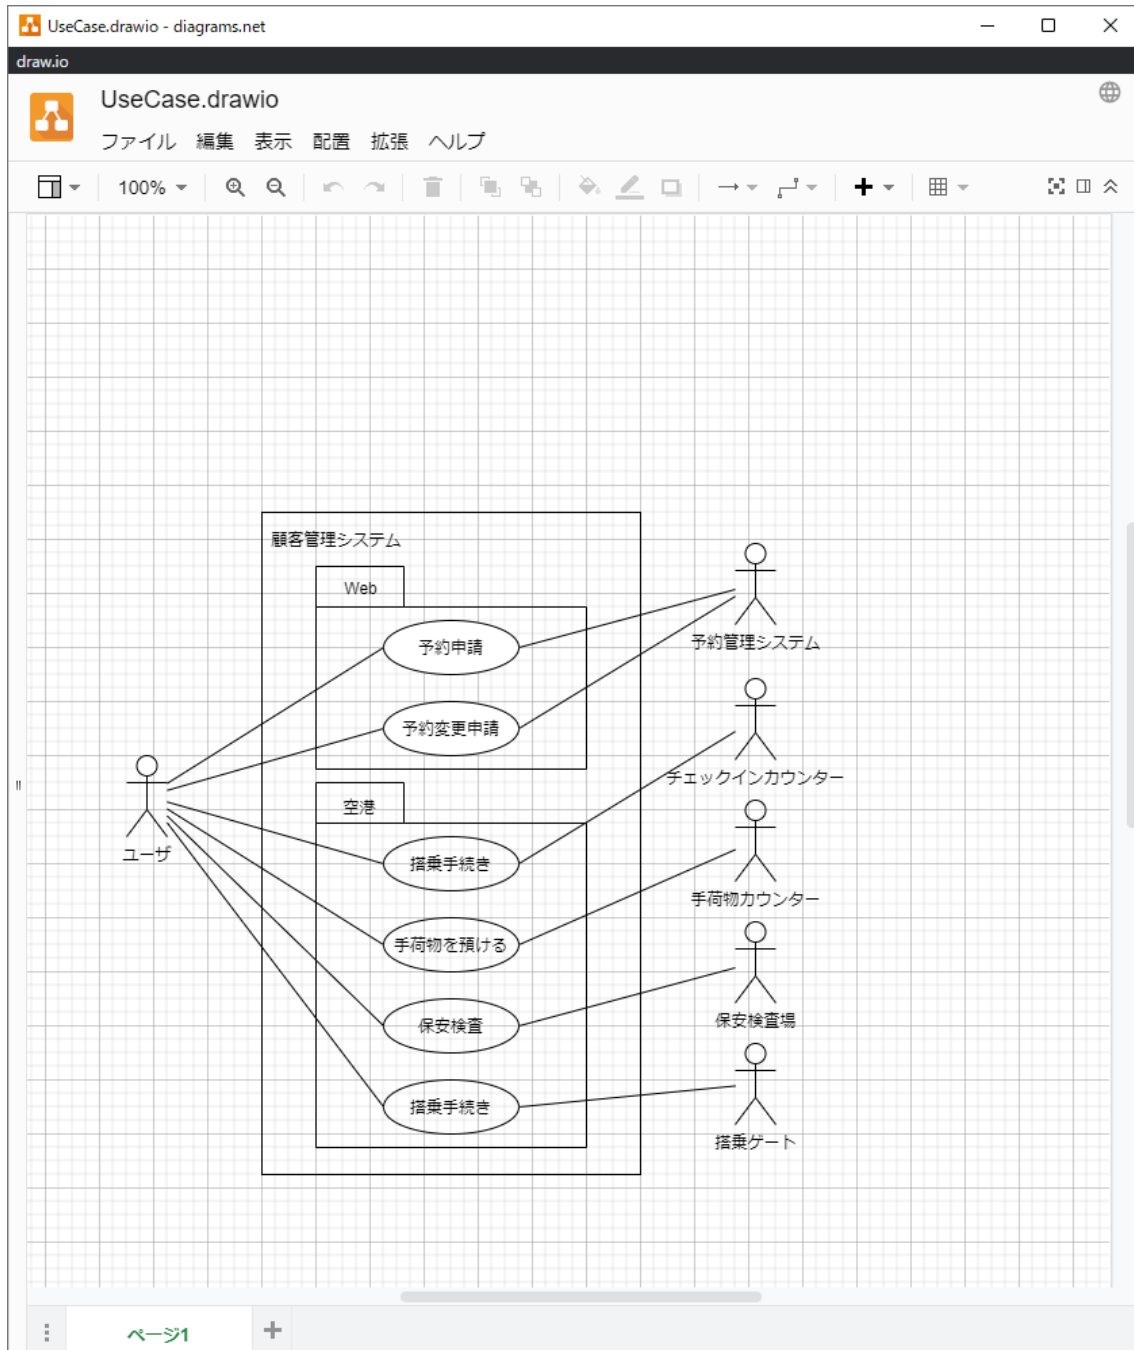 UseCase.drawio - diagrams.net
draw.io
UseCase.drawio
ファイル 編集 表示 配置 拡張 ヘルプ
100%
顧客管理システム
Web
予約申請
予約管理システム
予約変更申請
チェックインカウンター
空港
ユーザ
搭乗手続き
手荷物カウンター
手荷物を預ける
保安検査
保安検査場
搭乗手続き
搭乗ゲート
ページ1